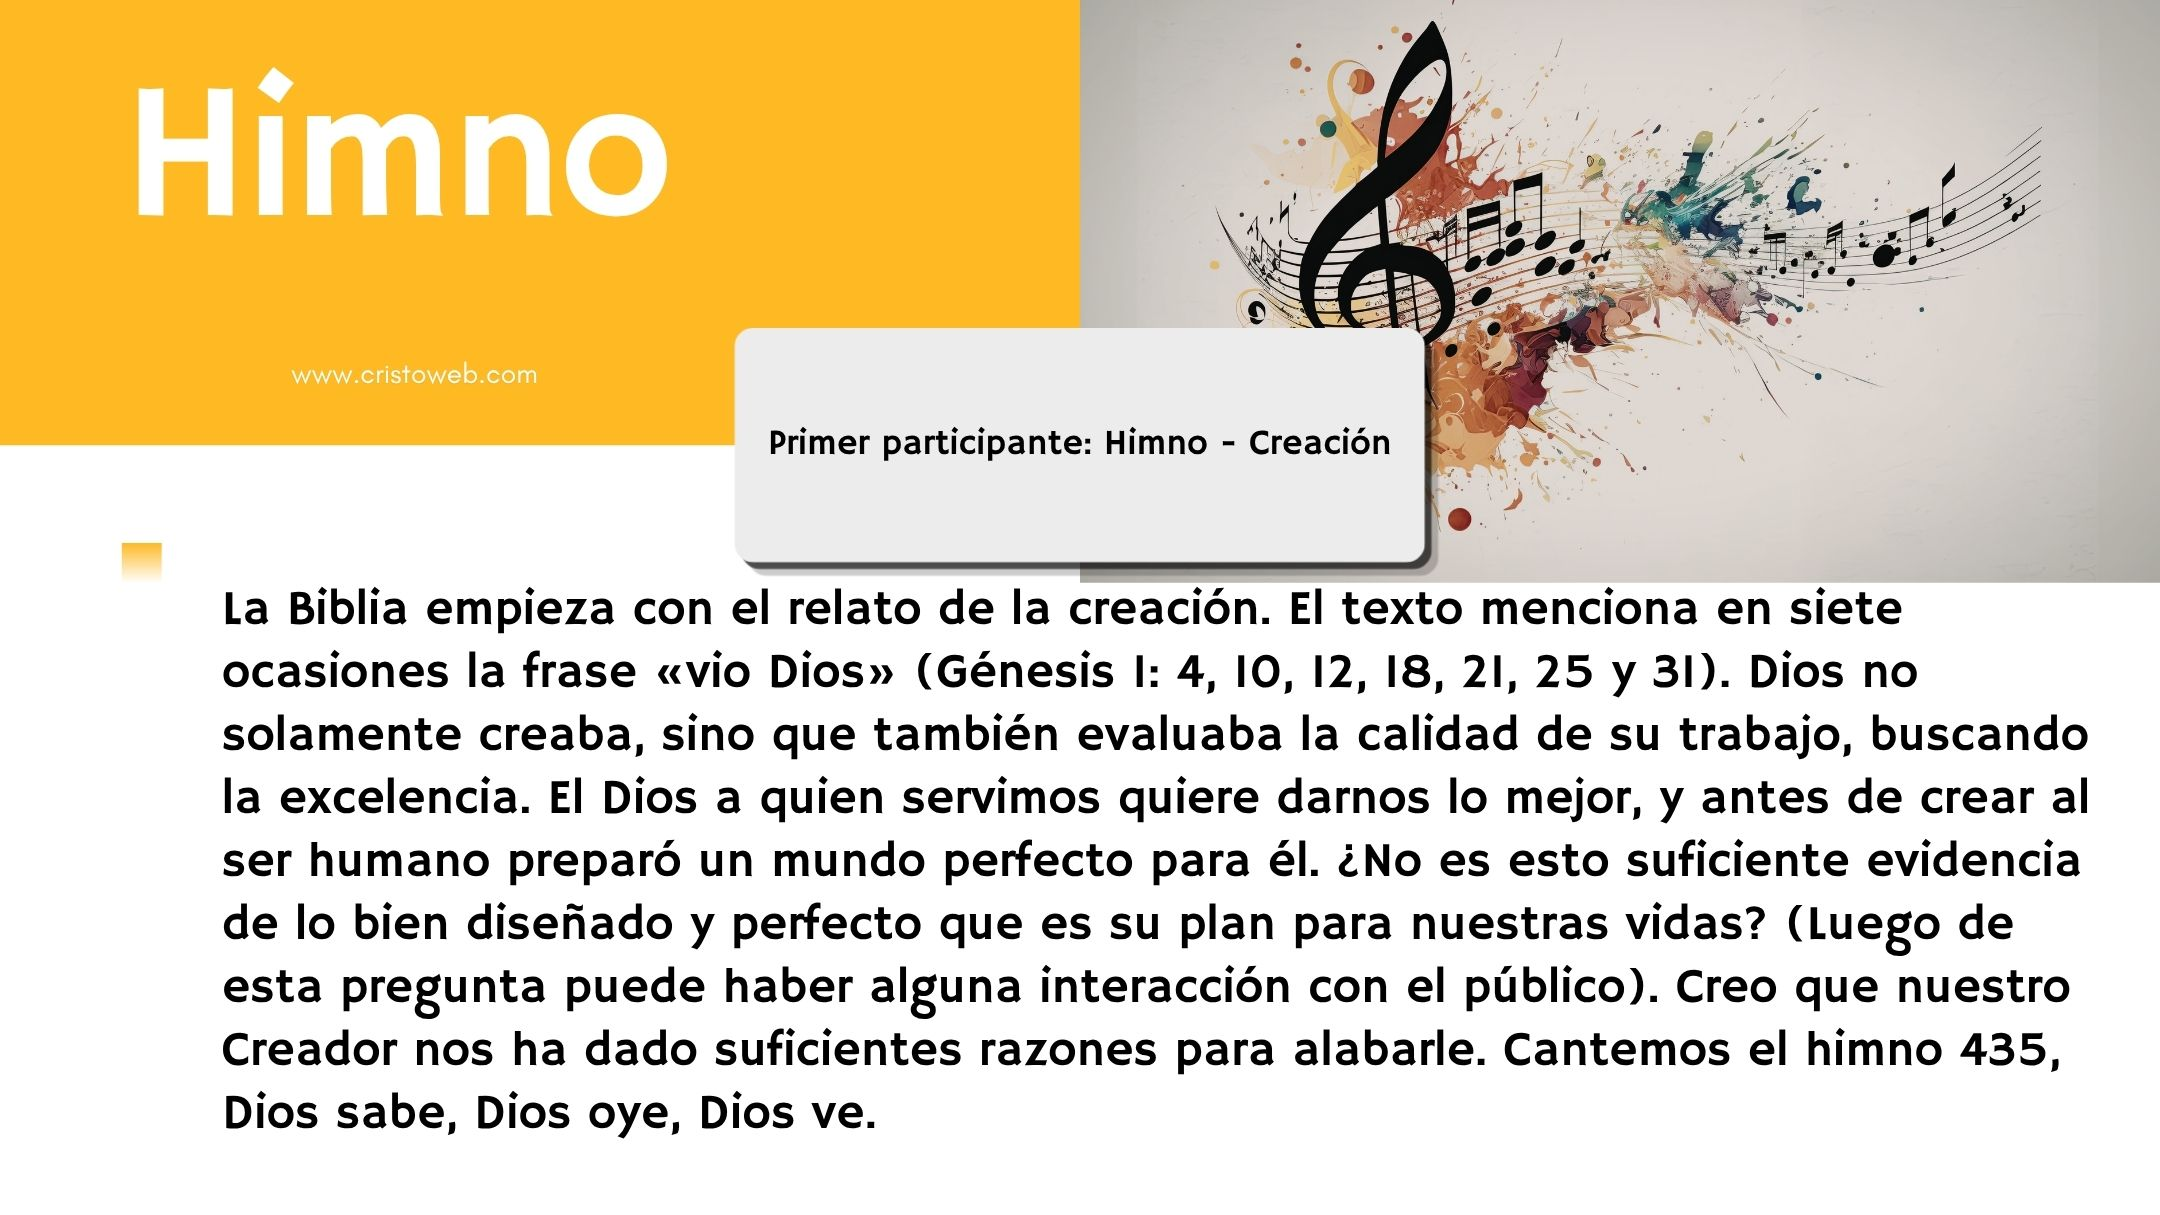 Himno
www.cristoweb.com
Primer participante: Himno - Creación
La Biblia empieza con el relato de la creación. El texto menciona en siete
ocasiones la frase «vio Dios» (Génesis 1: 4, 10, 12, 18, 21, 25 y 31). Dios no
solamente creaba, sino que también evaluaba la calidad de su trabajo, buscando
la excelencia. El Dios a quien servimos quiere darnos lo mejor, y antes de crear al
ser humano preparó un mundo perfecto para él. ¿No es esto suficiente evidencia
de lo bien diseñado y perfecto que es su plan para nuestras vidas? (Luego de
esta pregunta puede haber alguna interacción con el público). Creo que nuestro
Creador nos ha dado suficientes razones para alabarle. Cantemos el himno 435,
Dios sabe, Dios oye, Dios ve.